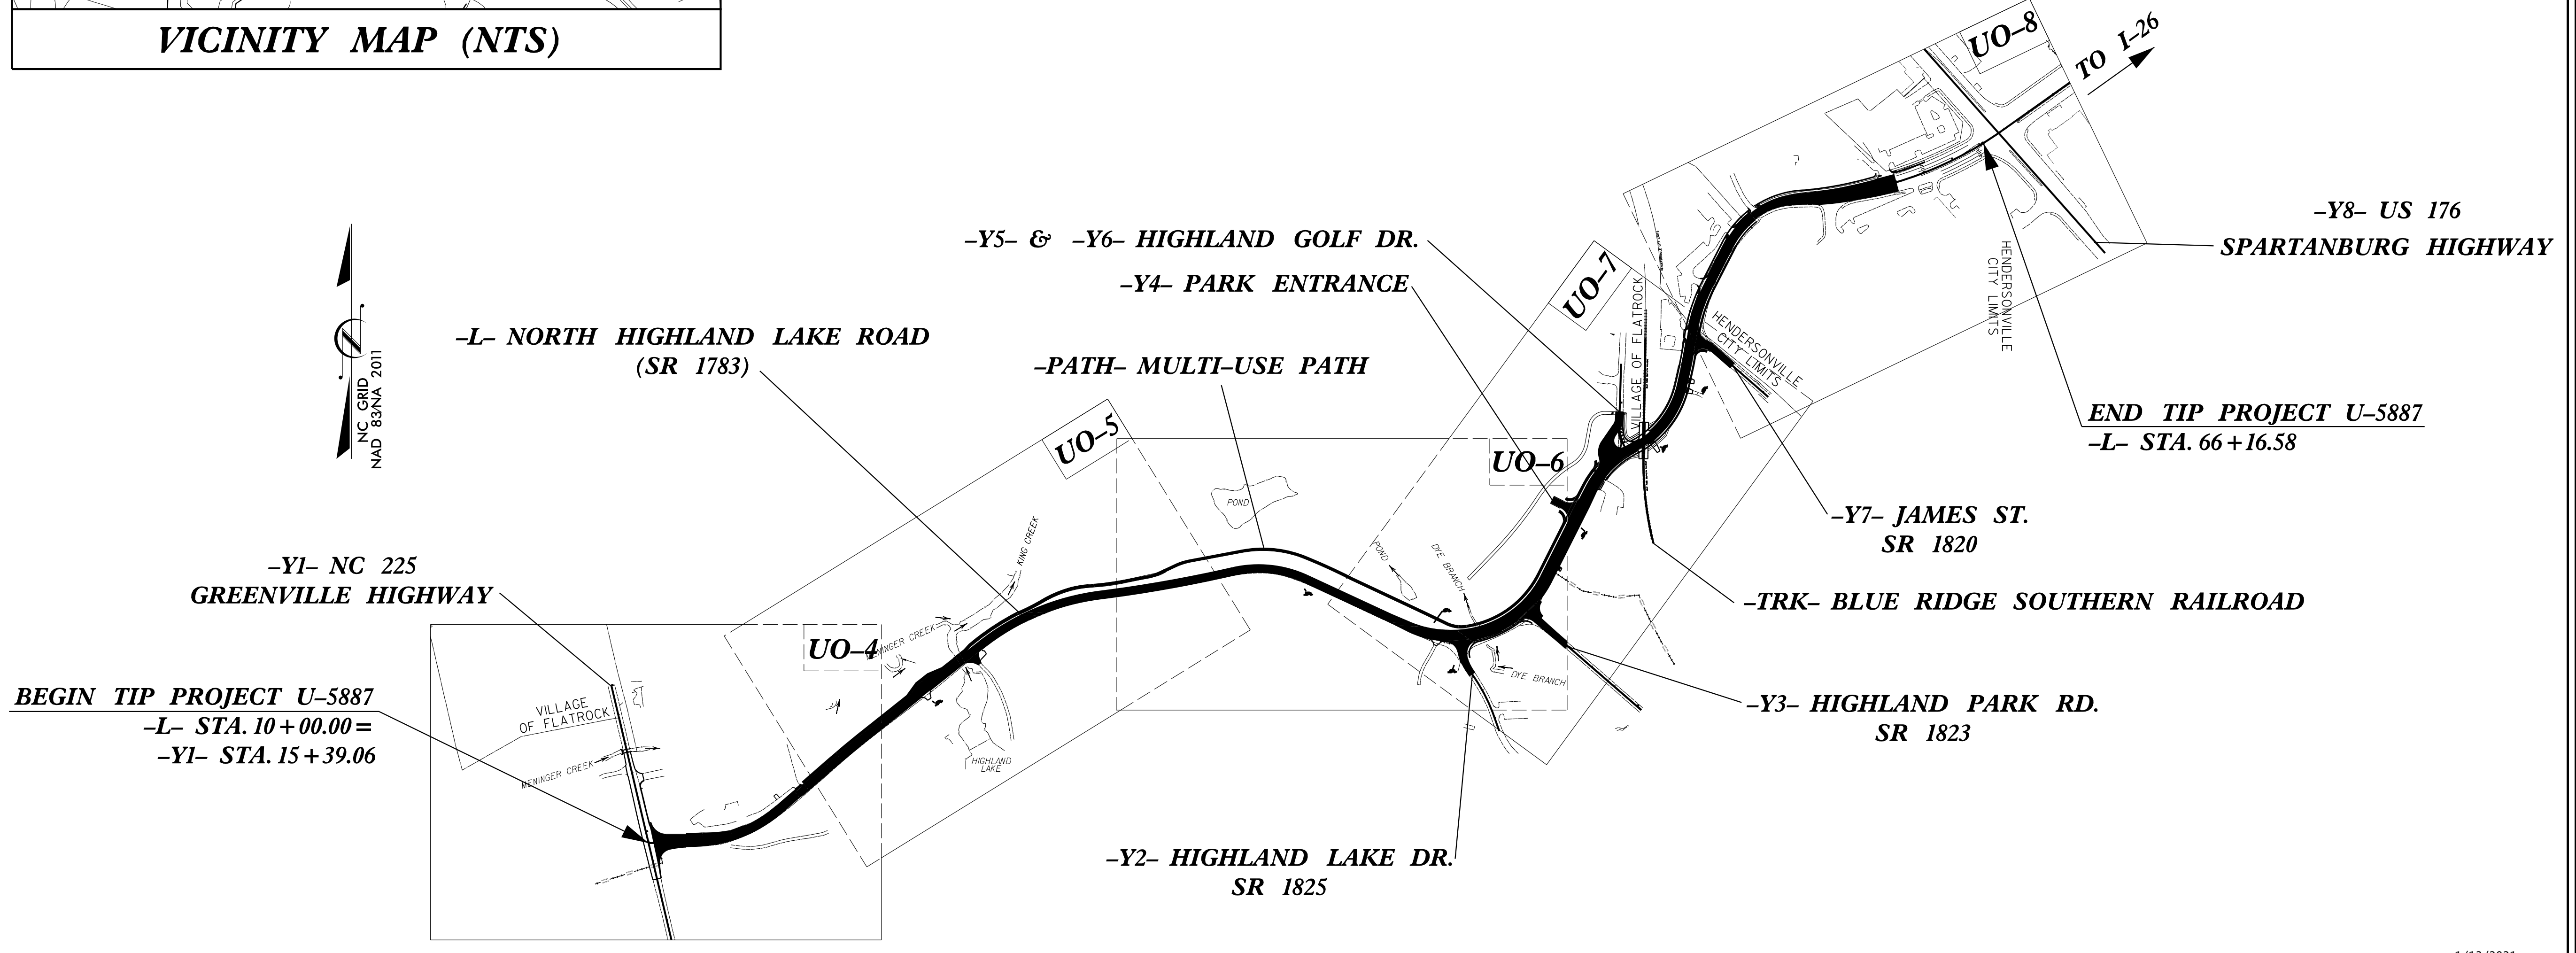 VICINITY MAP (NTS)
UO–8
TO I–26
–Y8– US 176
SPARTANBURG HIGHWAY
–Y5– & –Y6– HIGHLAND GOLF DR.
–Y4– PARK ENTRANCE
UO–7
VILLAGE OF FLATROCK
HENDERSONVILLE
CITY LIMITS
HENDERSONVILLE
CITY LIMITS
NC GRID
NAD 83/NA 2011
–L– NORTH HIGHLAND LAKE ROAD
(SR 1783)
–PATH– MULTI–USE PATH
END TIP PROJECT U–5887
–L– STA. 66+16.58
UO–5
UO–6
POND
KING CREEK
POND
DYE BRANCH
–Y7– JAMES ST.
SR 1820
–Y1– NC 225
GREENVILLE HIGHWAY
–TRK– BLUE RIDGE SOUTHERN RAILROAD
UO–4
MENINGER CREEK
DYE BRANCH
BEGIN TIP PROJECT U–5887
–L– STA. 10+00.00=
–Y1– STA. 15+39.06
VILLAGE
OF FLATROCK
MENINGER CREEK
HIGHLAND
LAKE
–Y3– HIGHLAND PARK RD.
SR 1823
–Y2– HIGHLAND LAKE DR.
SR 1825